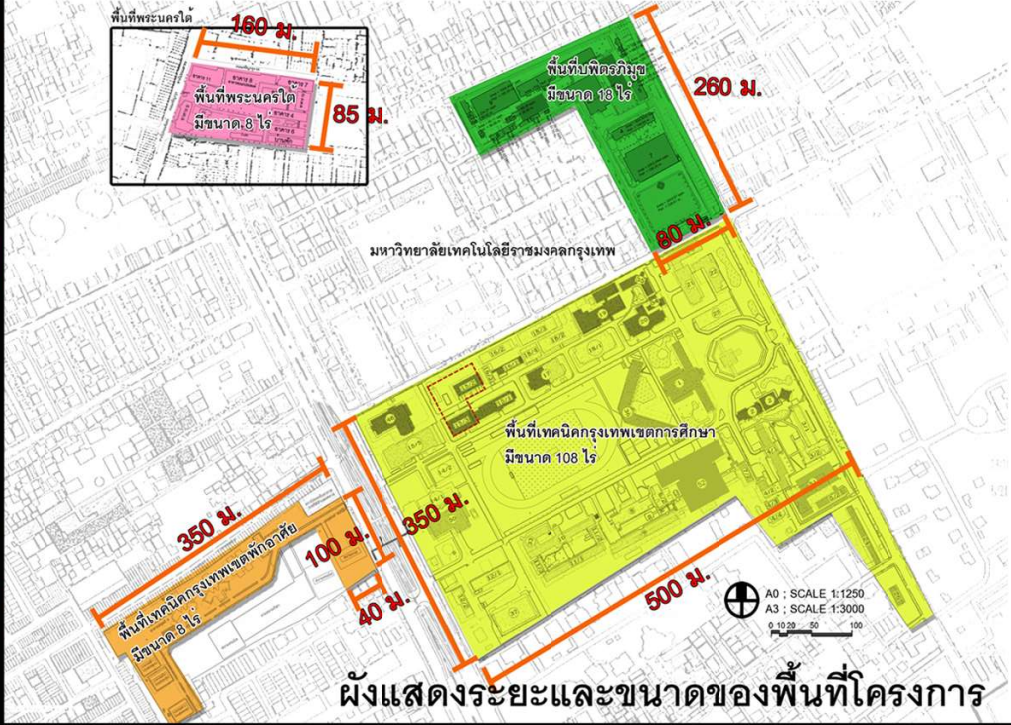 พื้นที่พระนครใต้
160 ม.
พื้นที่พระนครใต้
มีขนาด 8 ไร่
85 ม.
พื้นที่บพิตรภิมุข
มีขนาด 18 ไร่
260 ม.
80 ม.
มหาวิทยาลัยเทคโนโลยีราชมงคลกรุงเทพ
พื้นที่เทคนิคกรุงเทพเขตการศึกษา
มีขนาด 108 ไร่
350 ม.
350 ม.
100 ม.
พื้นที่เทคนิคกรุงเทพเขตพักอาศัย
มีขนาด 8 ไร่
40 ม.
500 ม.
A0 ; SCALE 1:1250
A3 ; SCALE 1:3000
0 10 20 50 100
ผังแสดงระยะและขนาดของพื้นที่โครงการ